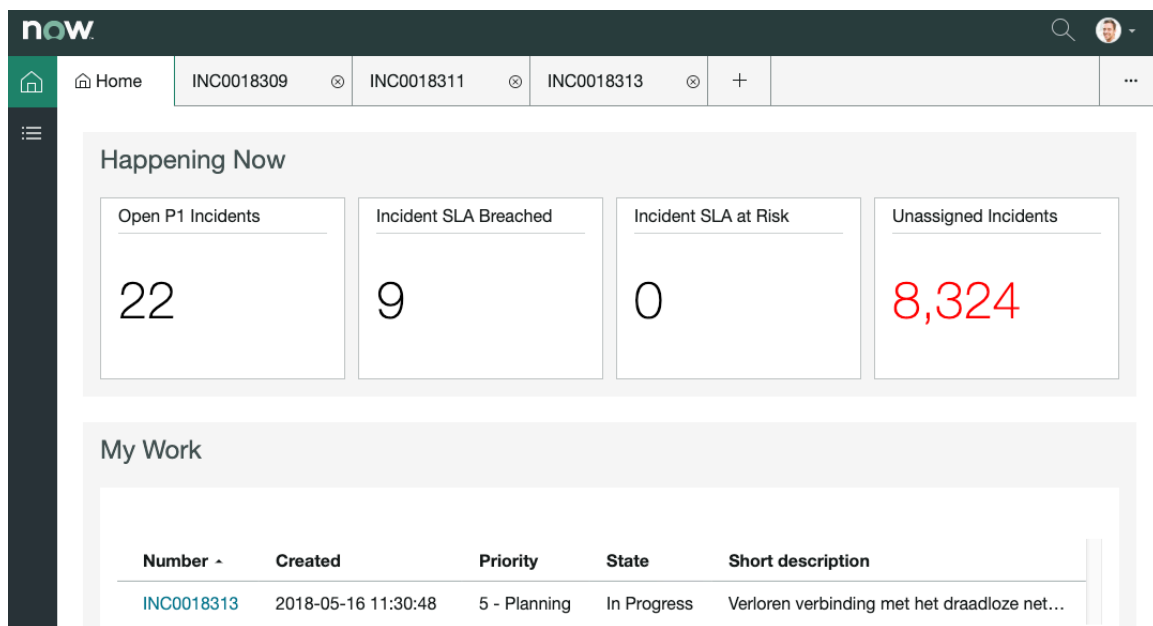 now.
Home INC0018309 INC0018311 INC0018313
Happening Now
Open P1 Incidents Incident SLA Breached Incident SLA at Risk Unassigned Incidents
22 9 0 8,324
My Work
Number Created Priority State Short description
INC0018313 2018-05-16 11:30:48 5 - Planning In Progress Verloren verbinding met het draadloze net...